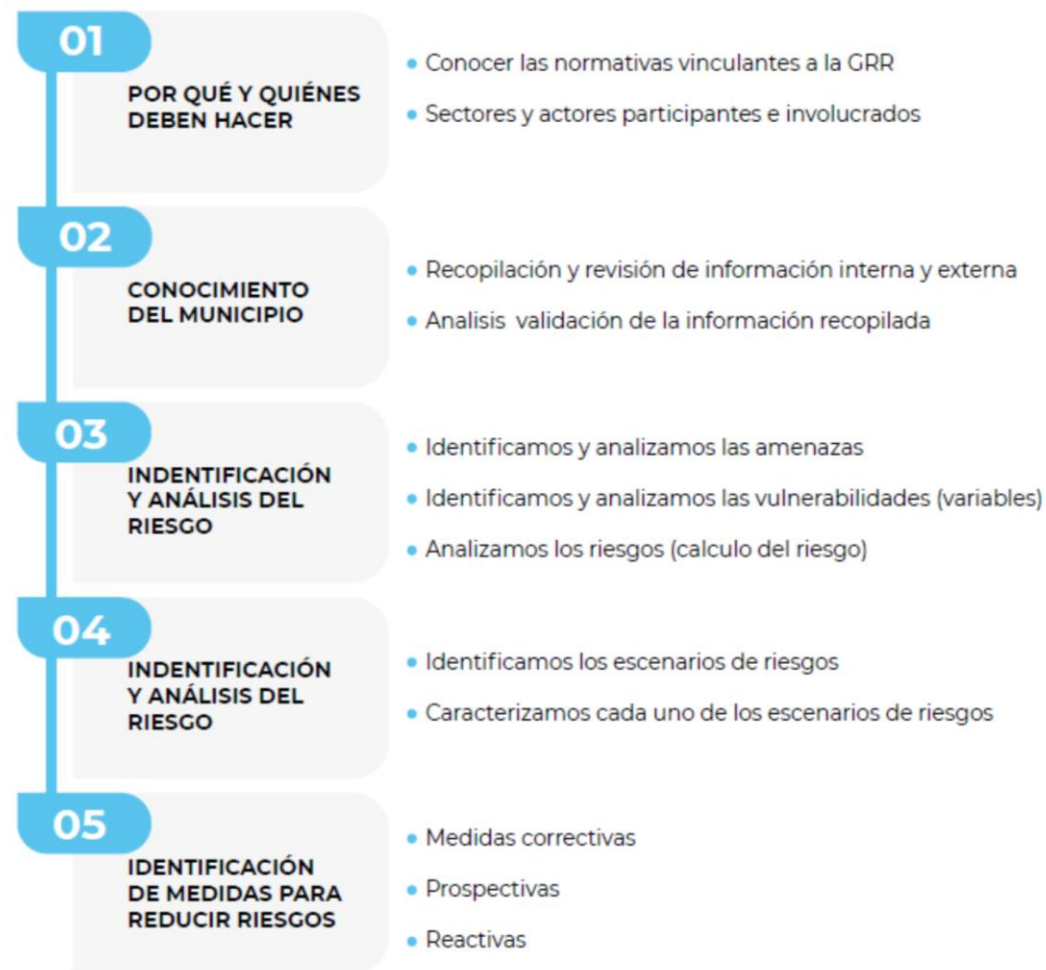 01
POR QUÉ Y QUIÉNES
DEBEN HACER
• Conocer las normativas vinculantes a la GRR
• Sectores y actores participantes e involucrados
02
CONOCIMIENTO
DEL MUNICIPIO
• Recopilación y revisión de información interna y externa
• Analisis validación de la información recopilada
03
INDENTIFICACIÓN
Y ANÁLISIS DEL
RIESGO
• Identificamos y analizamos las amenazas
• Identificamos y analizamos las vulnerabilidades (variables)
• Analizamos los riesgos (calculo del riesgo)
04
INDENTIFICACIÓN
Y ANÁLISIS DEL
RIESGO
• Identificamos los escenarios de riesgos
• Caracterizamos cada uno de los escenarios de riesgos
05
IDENTIFICACIÓN
DE MEDIDAS PARA
REDUCIR RIESGOS
• Medidas correctivas
• Prospectivas
• Reactivas